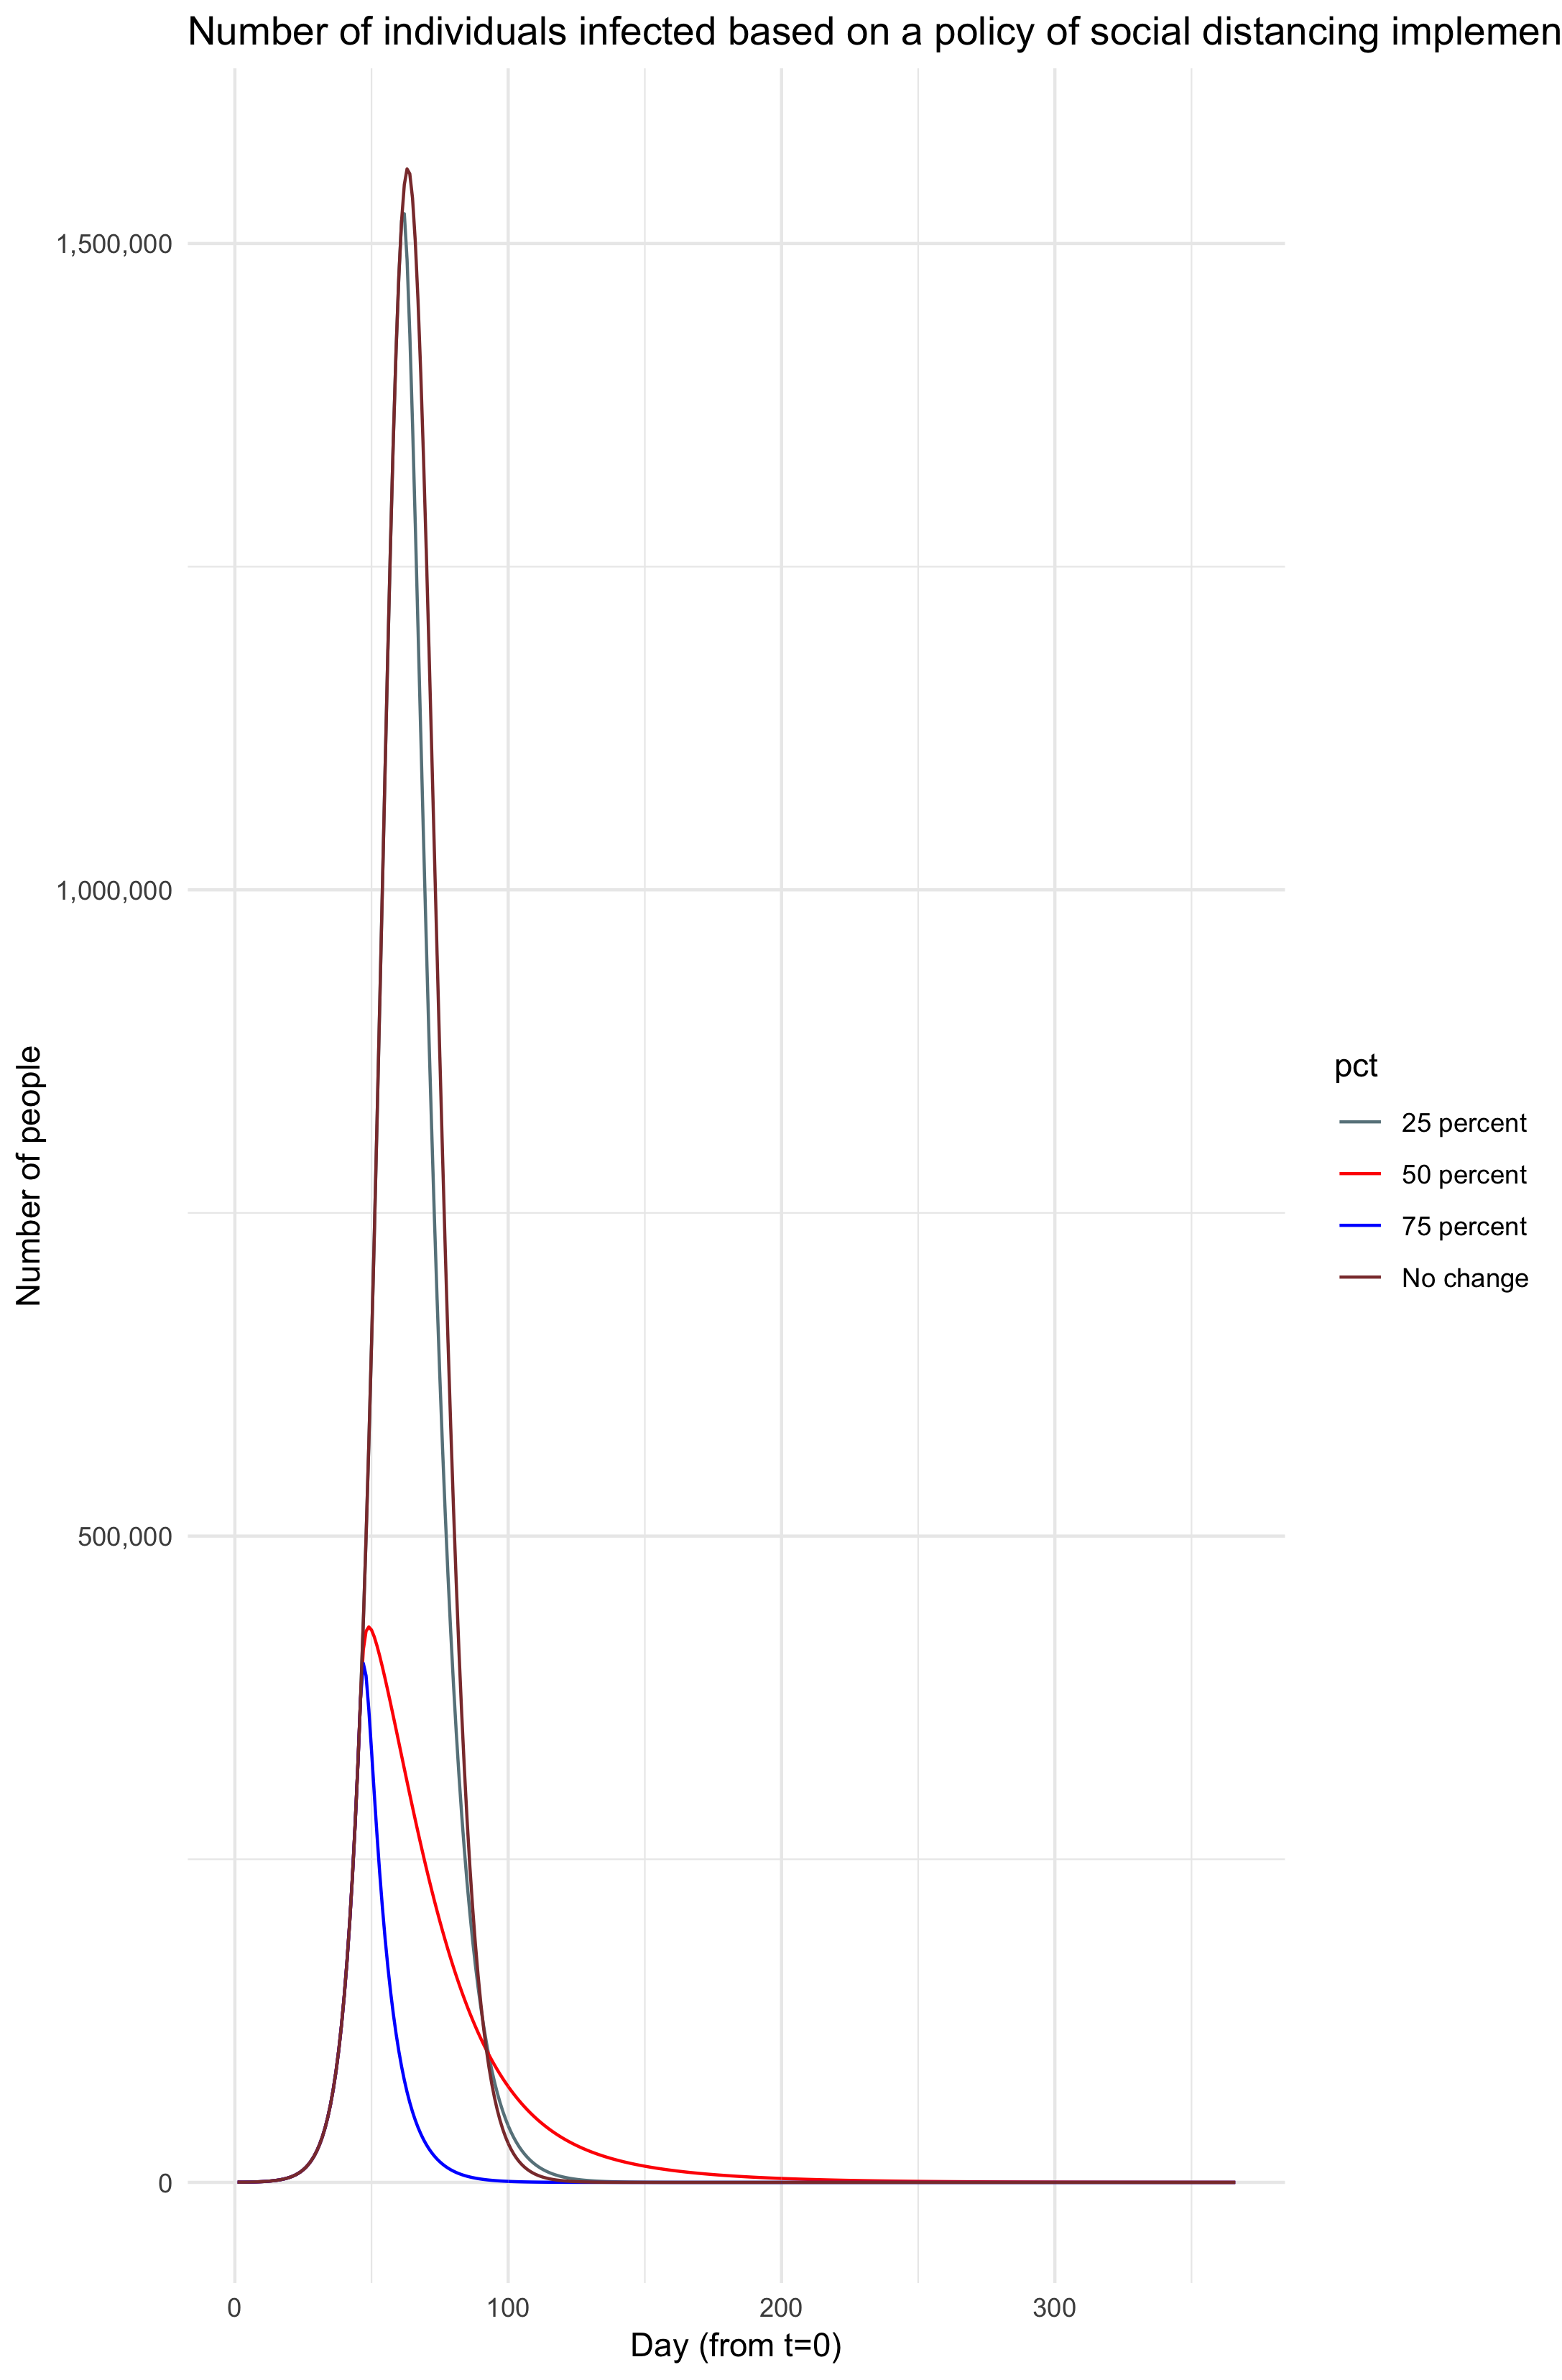 Number of individuals infected based on a policy of social distancing implemen
1,500,000
1,000,000
500,000
0
Number of people
0 100 200 300
Day (from t=0)
pct
25 percent
50 percent
75 percent
No change